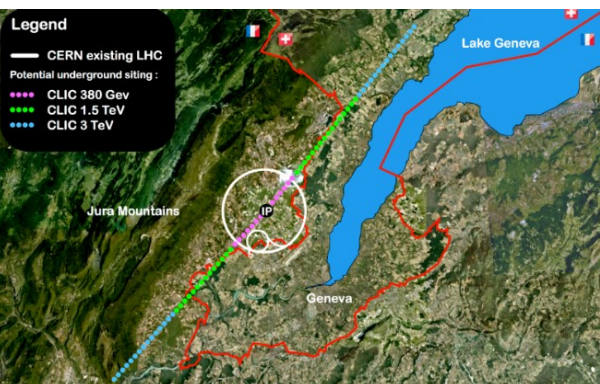 Legend
CERN existing LHC
Potential underground siting :
CLIC 380 Gev
CLIC 1.5 TeV
CLIC 3 TeV
Lake Geneva
Jura Mountains
IP
Geneva